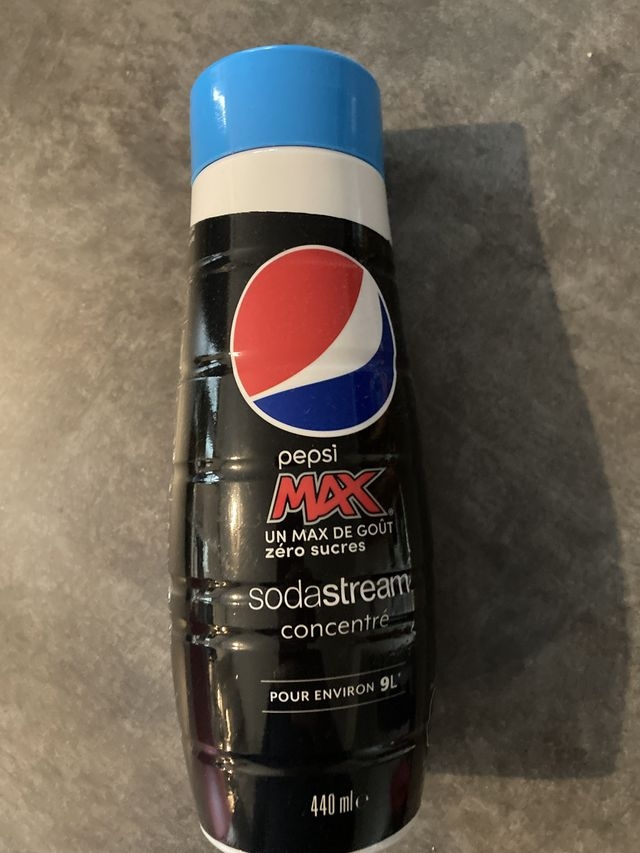 pepsi
MAX®
UN MAX DE GOÛT
zéro sucres
sodastream
concentré
POUR ENVIRON 9L*
440 ml e